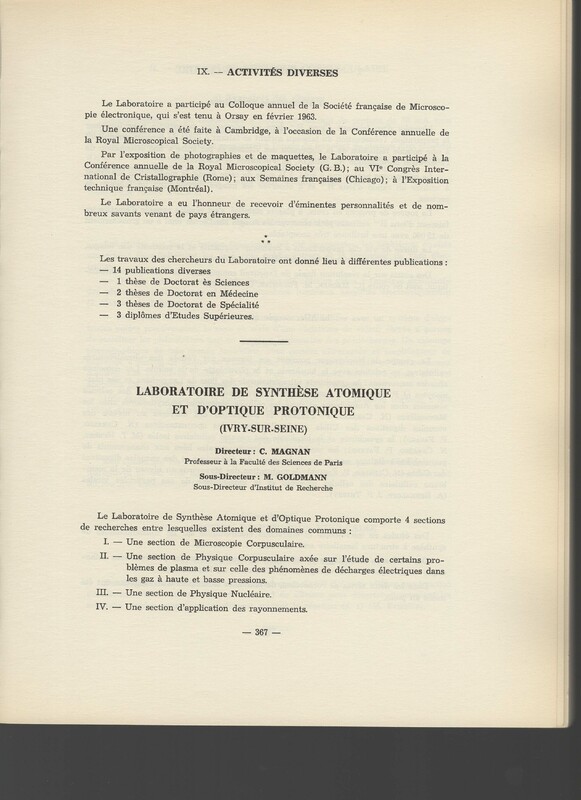 IX. — ACTIVITÉS DIVERSES
Le Laboratoire a participé au Colloque annuel de la Société française de Microsco-
pie électronique, qui s'est tenu à Orsay en février 1963.
Une conférence a été faite à Cambridge, à l'occasion de la Conférence annuelle de
la Royal Microscopical Society.
Par l'exposition de photographies et de maquettes, le Laboratoire a participé à la
Conférence annuelle de la Royal Microscopical Society (G.B.); au VIe Congrès Inter-
national de Cristallographie (Rome); aux Semaines françaises (Chicago); à l'Exposition
technique française (Montréal).
Le Laboratoire a eu l'honneur de recevoir d'éminentes personnalités et de nom-
breux savants venant de pays étrangers.
Les travaux des chercheurs du Laboratoire ont donné lieu à différentes publications :
— 14 publications diverses
— 1 thèse de Doctorat ès Sciences
— 2 thèses de Doctorat en Médecine
— 3 thèses de Doctorat de Spécialité
— 3 diplômes d'Etudes Supérieures.
LABORATOIRE DE SYNTHÈSE ATOMIQUE
ET D'OPTIQUE PROTONIQUE
(IVRY-SUR-SEINE)
Directeur : C. MAGNAN
Professeur à la Faculté des Sciences de Paris
Sous-Directeur : M. GOLDMANN
Sous-Directeur d'Institut de Recherche
Le Laboratoire de Synthèse Atomique et d'Optique Protonique comporte 4 sections
de recherches entre lesquelles existent des domaines communs :
I. — Une section de Microscopie Corpusculaire.
II. — Une section de Physique Corpusculaire axée sur l'étude de certains pro-
blèmes de plasma et sur celle des phénomènes de décharges électriques dans
les gaz à haute et basse pressions.
III. — Une section de Physique Nucléaire.
IV. — Une section d'application des rayonnements.
— 367 —